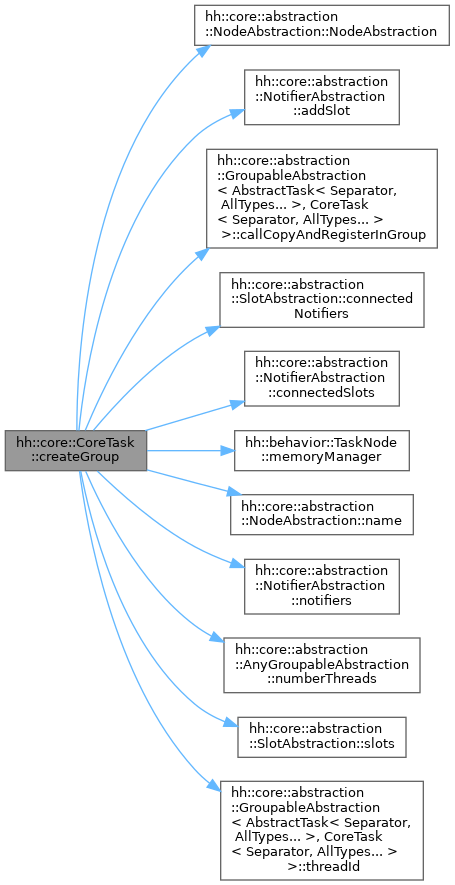 hh::core::abstraction
::NodeAbstraction::NodeAbstraction
hh::core::abstraction
::NotifierAbstraction
::addSlot
hh::core::abstraction
::GroupableAbstraction
< AbstractTask< Separator,
AllTypes... >, CoreTask
< Separator, AllTypes... >
>::callCopyAndRegisterInGroup
hh::core::abstraction
::SlotAbstraction::connected
Notifiers
hh::core::abstraction
::NotifierAbstraction
::connectedSlots
hh::core::CoreTask
::createGroup
hh::behavior::TaskNode
::memoryManager
hh::core::abstraction
::NodeAbstraction::name
hh::core::abstraction
::NotifierAbstraction
::notifiers
hh::core::abstraction
::AnyGroupableAbstraction
::numberThreads
hh::core::abstraction
::SlotAbstraction::slots
hh::core::abstraction
::GroupableAbstraction
< AbstractTask< Separator,
AllTypes... >, CoreTask
< Separator, AllTypes... >
>::threadId